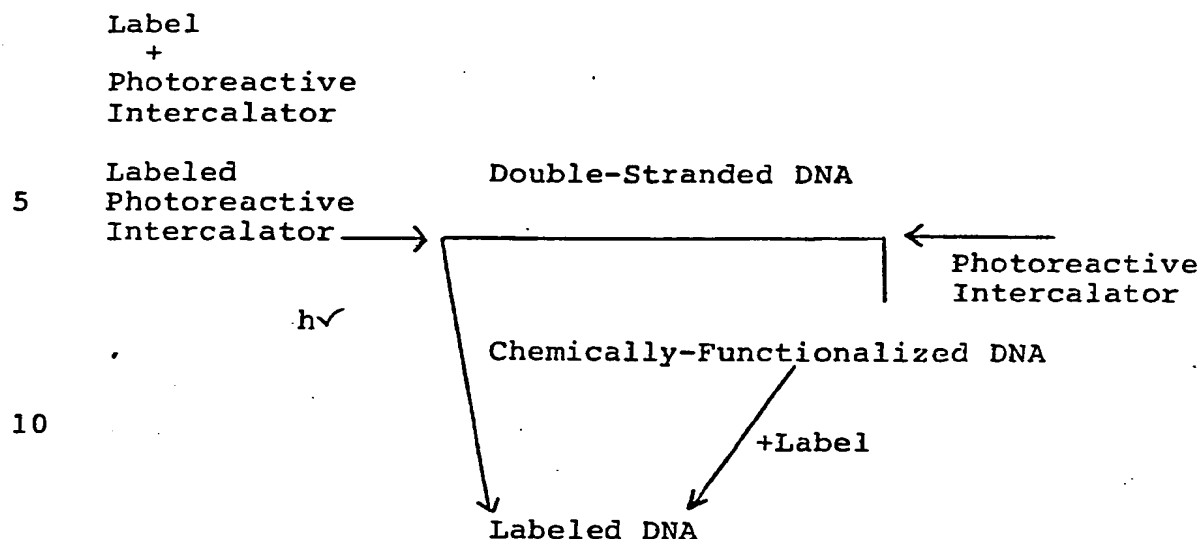 Label
+
Photoreactive
Intercalator
Labeled Double-Stranded DNA
5 Photoreactive
Intercalator
Photoreactive
Intercalator
h✓
Chemically-Functionalized DNA
10
+Label
Labeled DNA